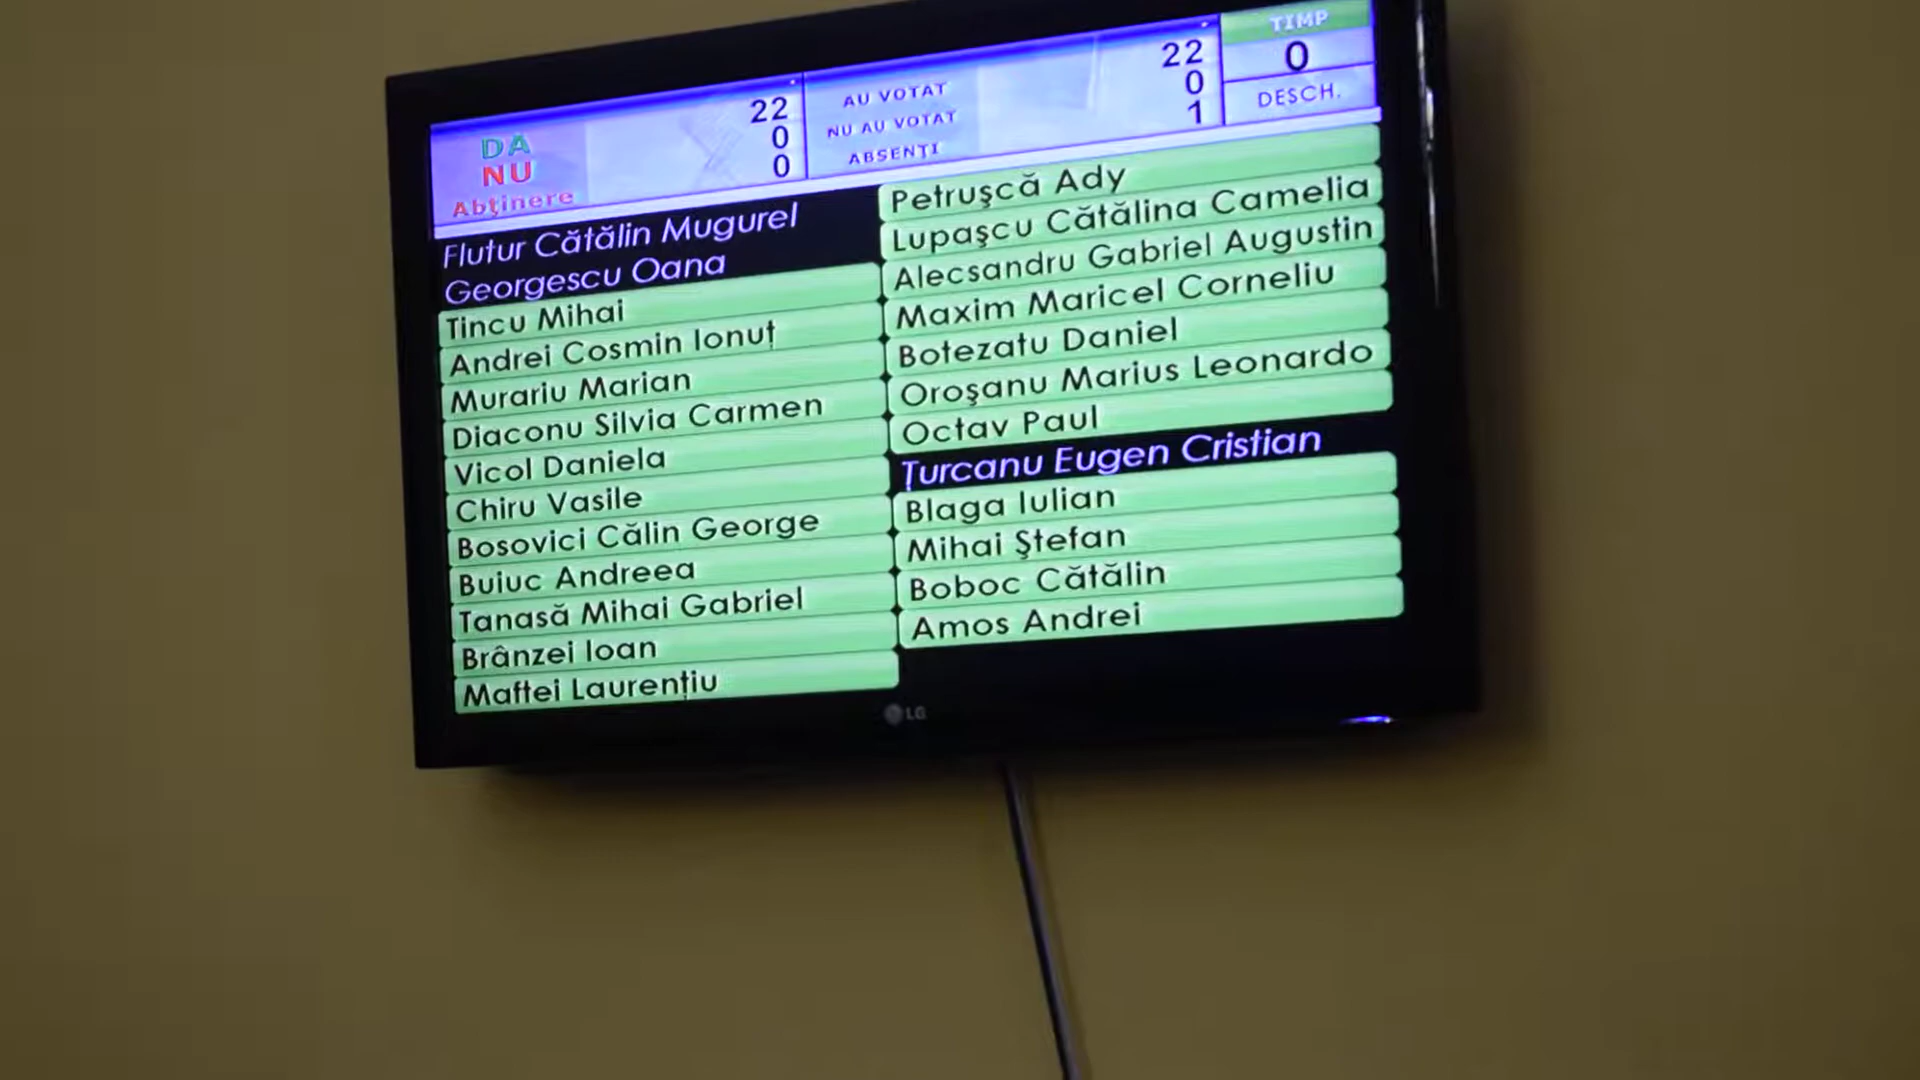 DA 22
NU 0
Abţinere 0
AU VOTAT 22
NU AU VOTAT 0
ABSENŢI 1
TIMP
0
DESCH.
Flutur Cătălin Mugurel
Georgescu Oana
Tincu Mihai
Andrei Cosmin Ionuț
Murariu Marian
Diaconu Silvia Carmen
Vicol Daniela
Chiru Vasile
Bosovici Călin George
Buiuc Andreea
Tanasă Mihai Gabriel
Brânzei Ioan
Maftei Laurențiu
Petruşcă Ady
Lupaşcu Cătălina Camelia
Alecsandru Gabriel Augustin
Maxim Maricel Corneliu
Botezatu Daniel
Oroşanu Marius Leonardo
Octav Paul
Țurcanu Eugen Cristian
Blaga Iulian
Mihai Ştefan
Boboc Cătălin
Amos Andrei
LG